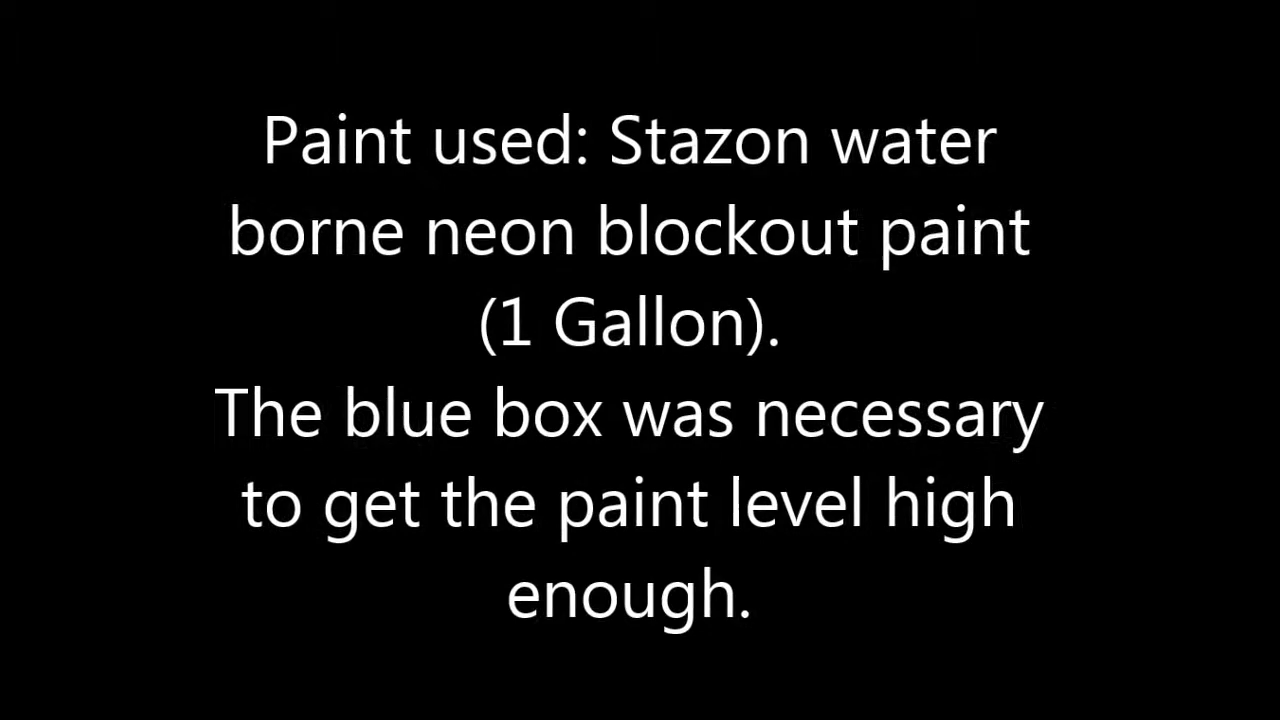 Paint used: Stazon water
borne neon blockout paint
(1 Gallon).
The blue box was necessary
to get the paint level high
enough.